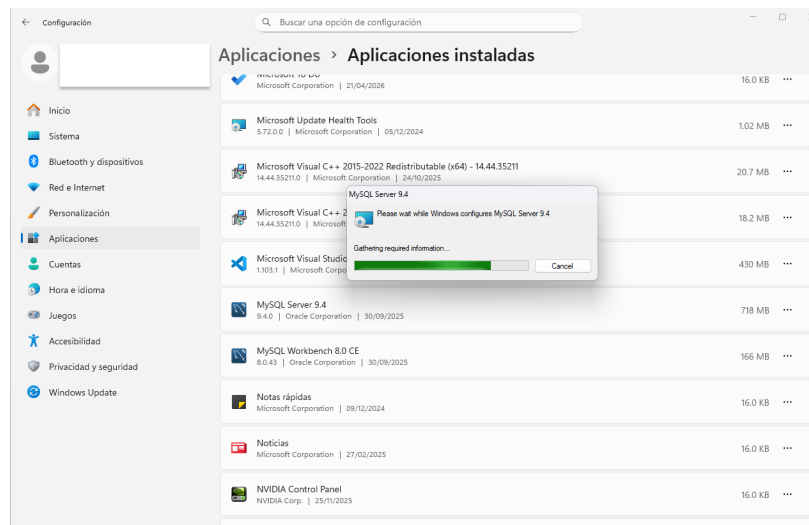 Configuración
Buscar una opción de configuración
Aplicaciones > Aplicaciones instaladas
Inicio
Sistema
Bluetooth y dispositivos
Red e Internet
Personalización
Aplicaciones
Cuentas
Hora e idioma
Juegos
Accesibilidad
Privacidad y seguridad
Windows Update
Microsoft To Do
Microsoft Corporation | 21/04/2026
16.0 KB
Microsoft Update Health Tools
5.72.0.0 | Microsoft Corporation | 05/12/2024
1.02 MB
Microsoft Visual C++ 2015-2022 Redistributable (x64) - 14.44.35211
14.44.35211.0 | Microsoft Corporation | 24/10/2025
20.7 MB
Microsoft Visual C++ 2
14.44.35211.0 | Microsoft
18.2 MB
Microsoft Visual Studio
1.103.1 | Microsoft Corpo
430 MB
MySQL Server 9.4
Please wait while Windows configures MySQL Server 9.4
Gathering required information...
Cancel
MySQL Server 9.4
9.4.0 | Oracle Corporation | 30/09/2025
718 MB
MySQL Workbench 8.0 CE
8.0.43 | Oracle Corporation | 30/09/2025
166 MB
Notas rápidas
Microsoft Corporation | 09/12/2024
16.0 KB
Noticias
Microsoft Corporation | 27/02/2025
16.0 KB
NVIDIA Control Panel
NVIDIA Corp. | 25/11/2025
16.0 KB